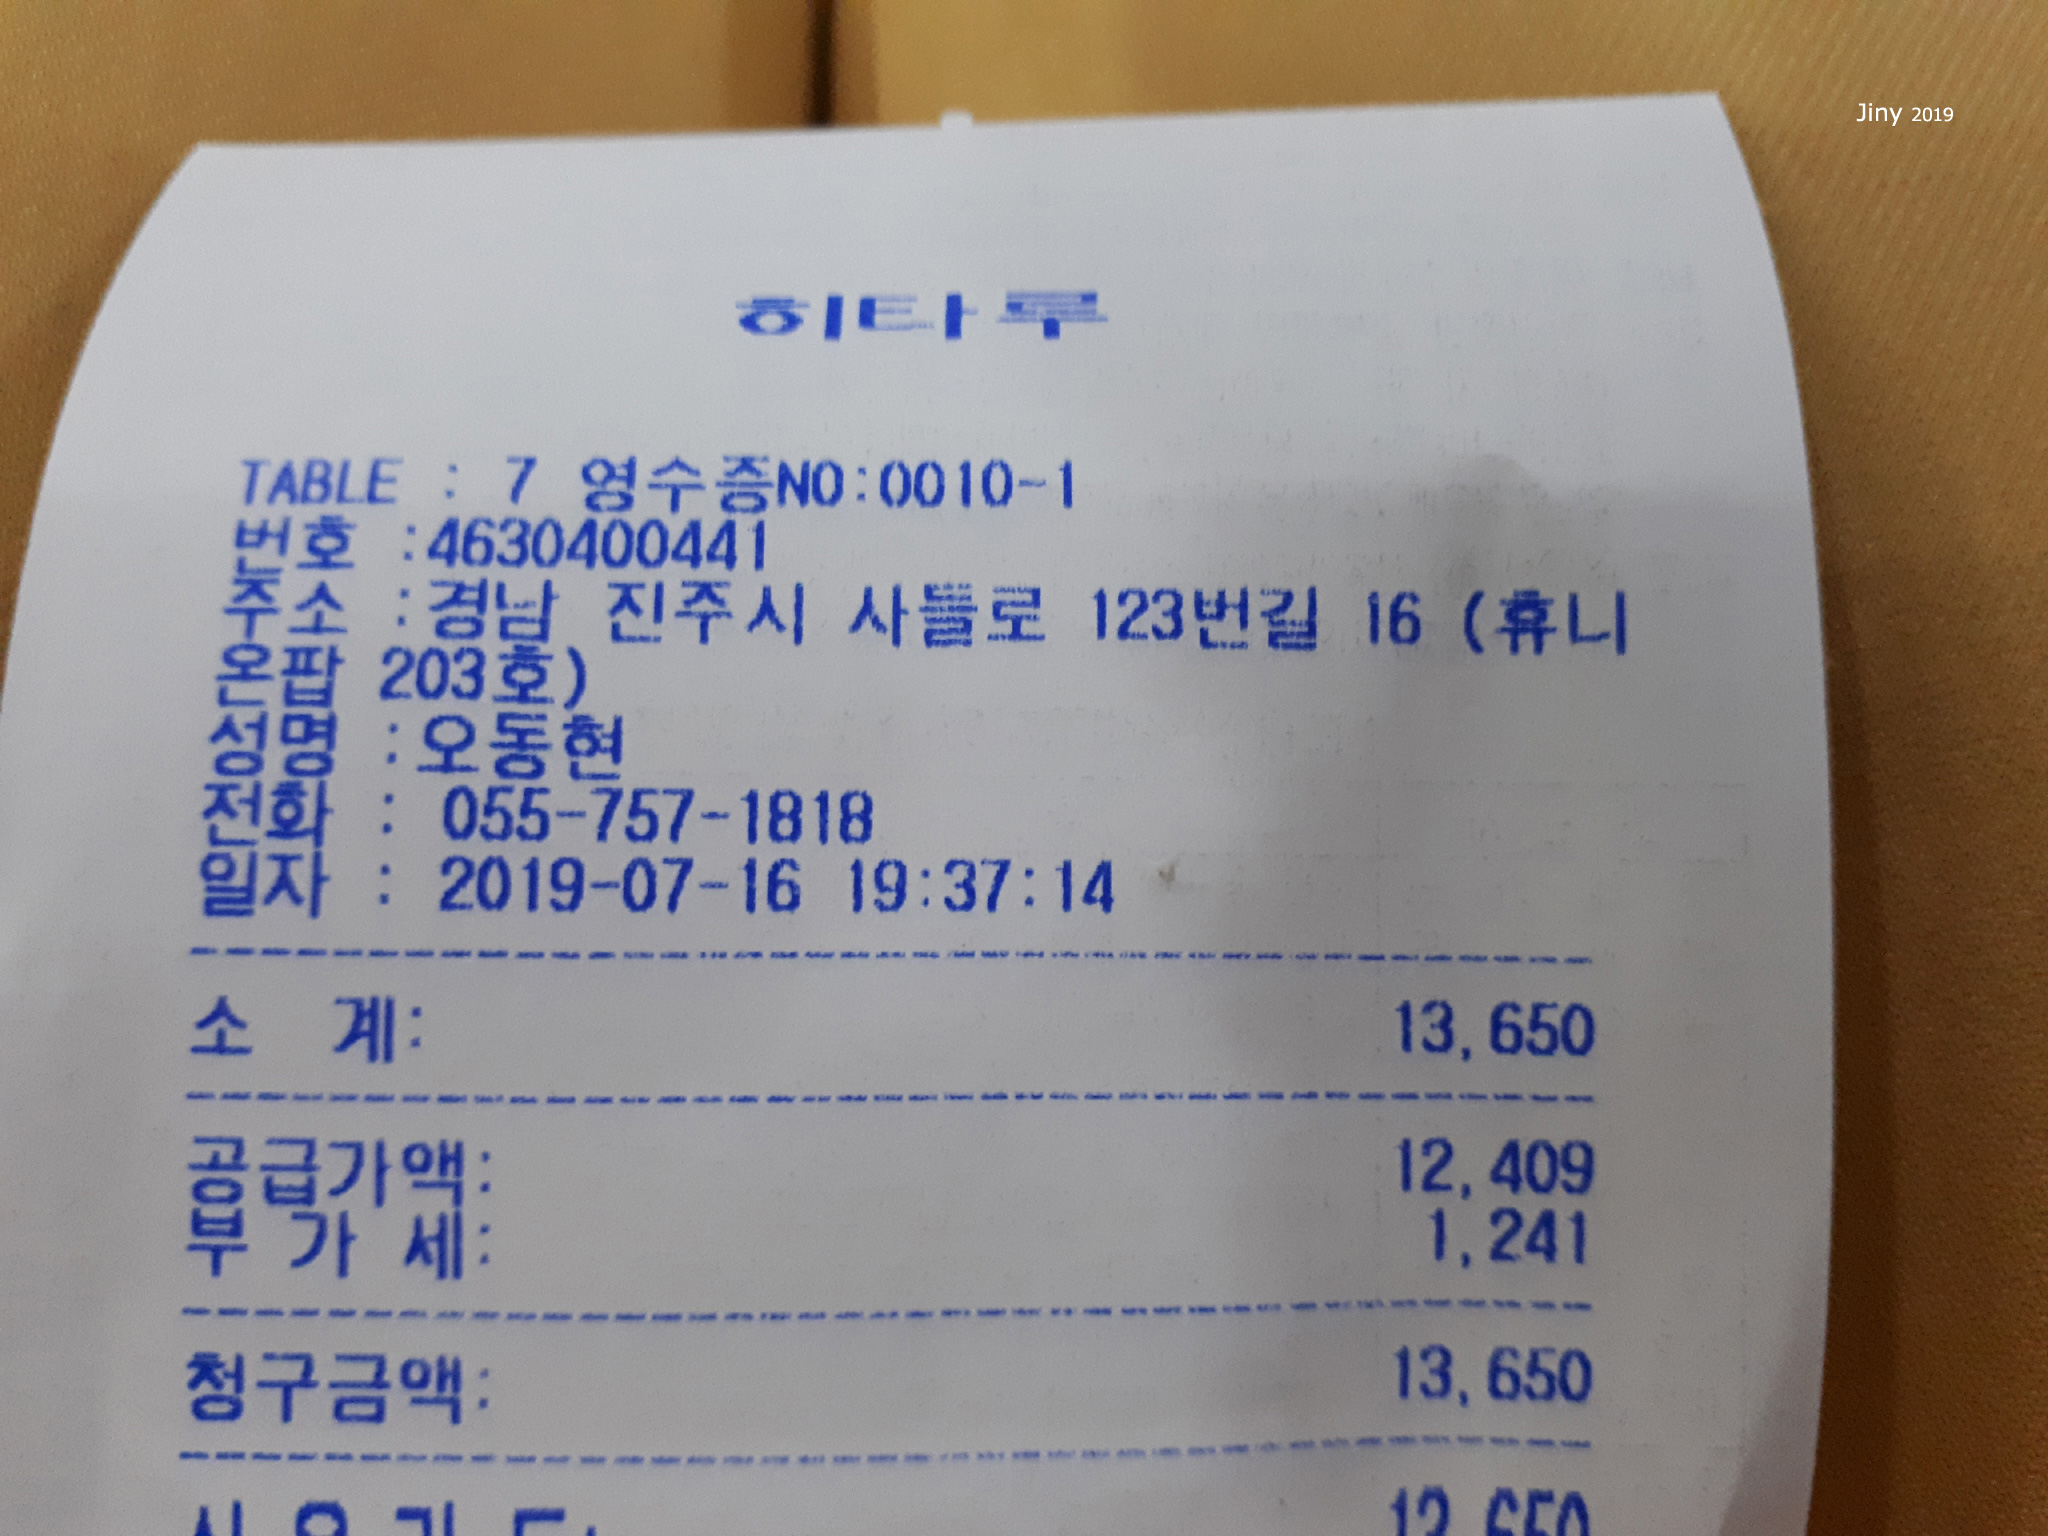 Jiny 2019
히타루
TABLE : 7 영수증NO:0010-1
번호 :4630400441
주소 :경남 진주시 사들로 123번길 16 (휴니
온팝 203호)
성명 :오동현
전화 : 055-757-1818
일자 : 2019-07-16 19:37:14
소 계: 13,650
공급가액: 12,409
부 가 세: 1,241
청구금액: 13,650
13,650